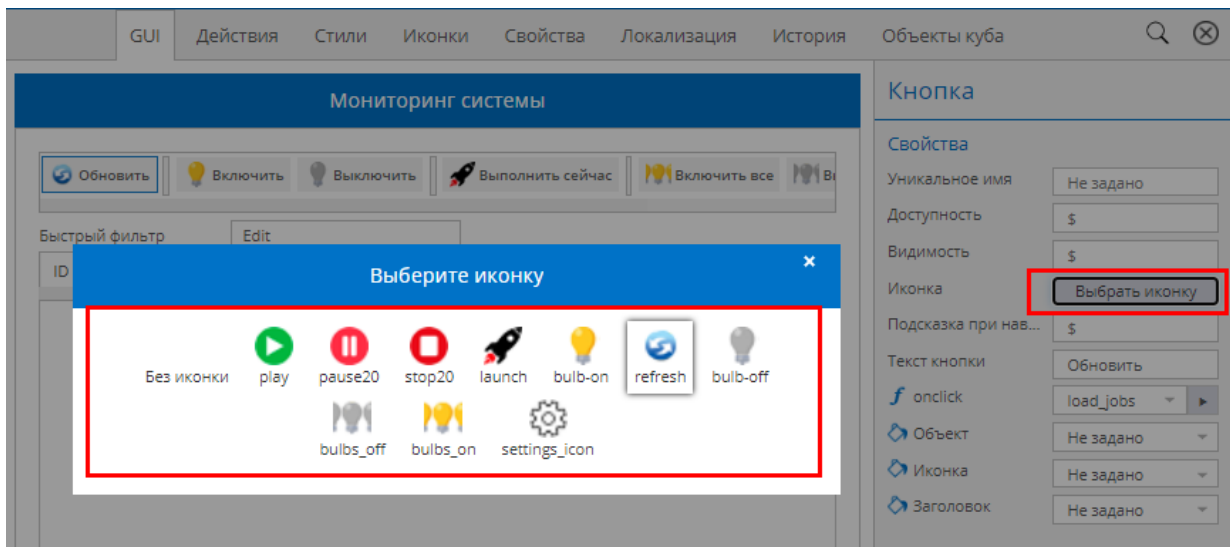 GUI Действия Стили Иконки Свойства Локализация История Объекты куба
Мониторинг системы
Обновить Включить Выключить Выполнить сейчас Включить все
Быстрый фильтр Edit
ID
Выберите иконку
Без иконки play pause20 stop20 launch bulb-on refresh bulb-off
bulbs_off bulbs_on settings_icon
Кнопка
Свойства
Уникальное имя Не задано
Доступность $
Видимость $
Иконка Выбрать иконку
Подсказка при нав... $
Текст кнопки Обновить
f onclick load_jobs
Объект Не задано
Иконка Не задано
Заголовок Не задано